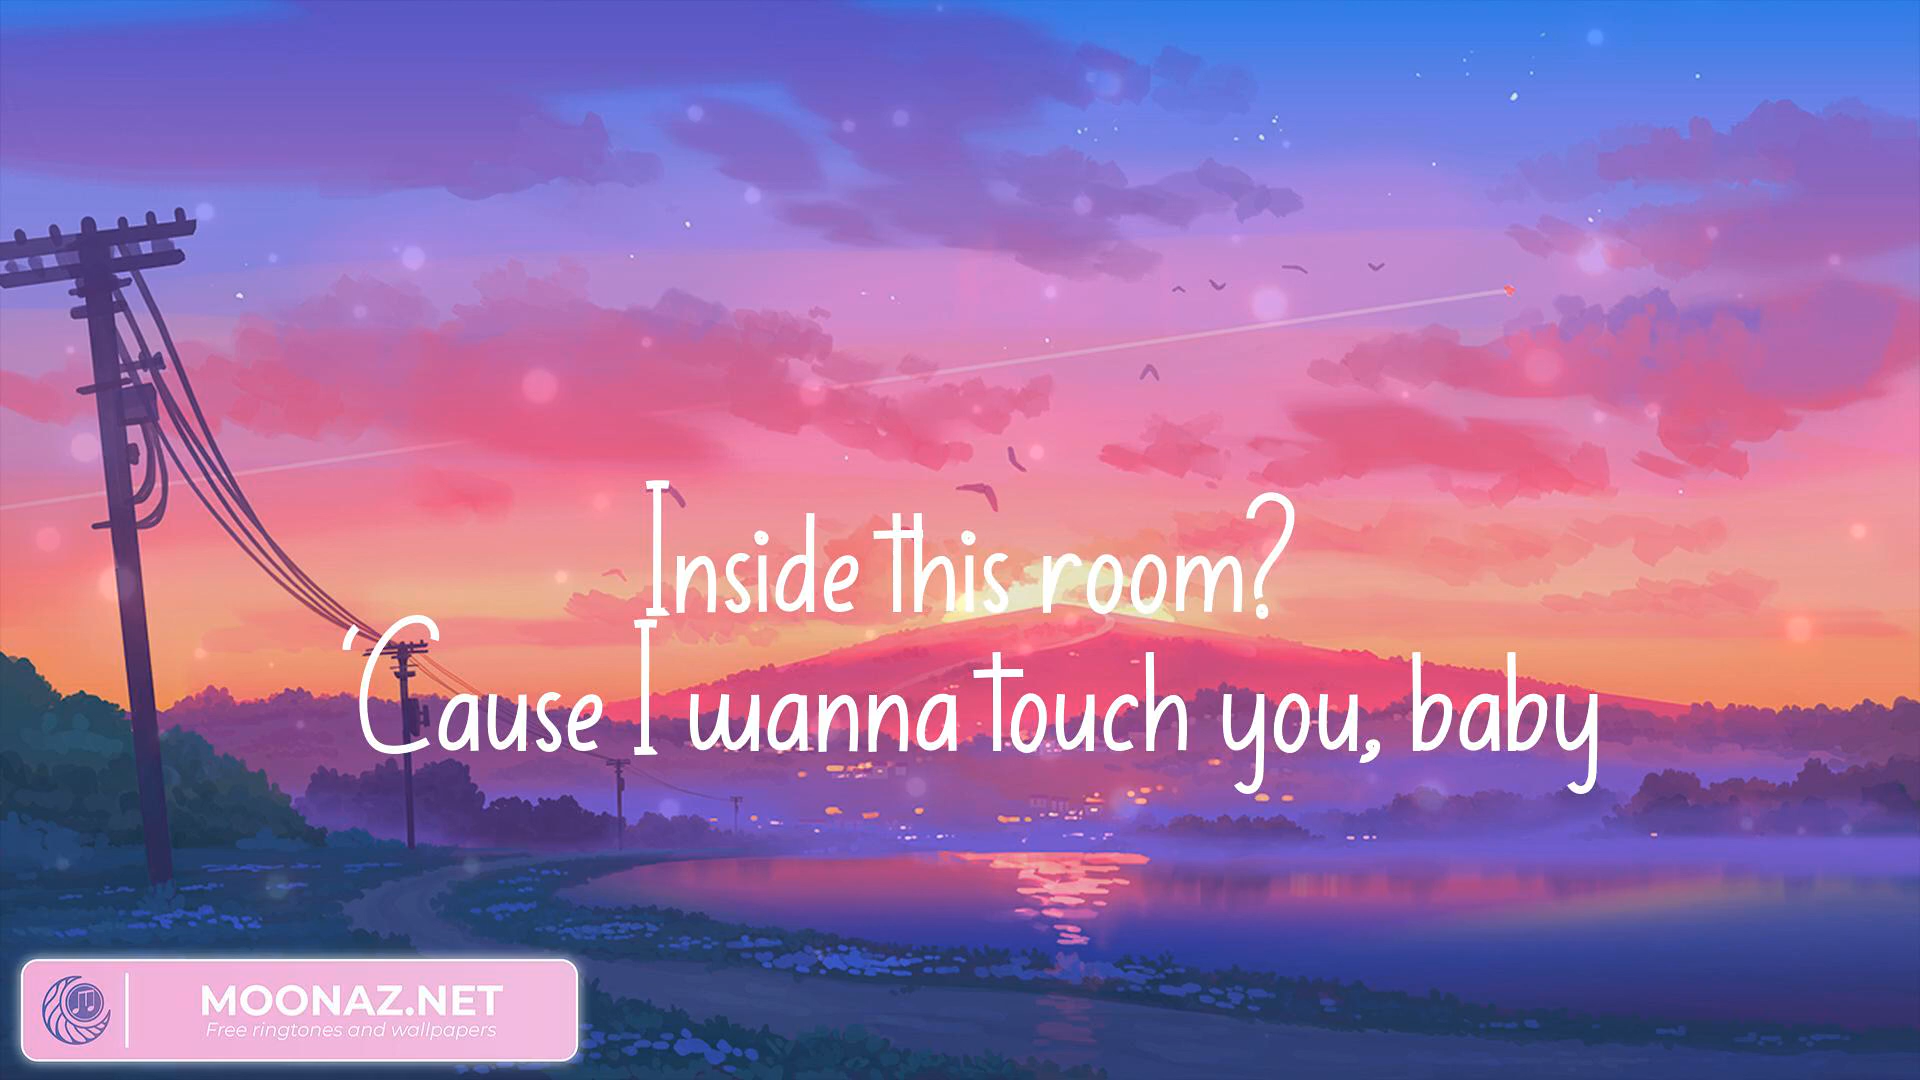 Inside this room?
'Cause I wanna touch you, baby
MOONAZ.NET
Free ringtones and wallpapers